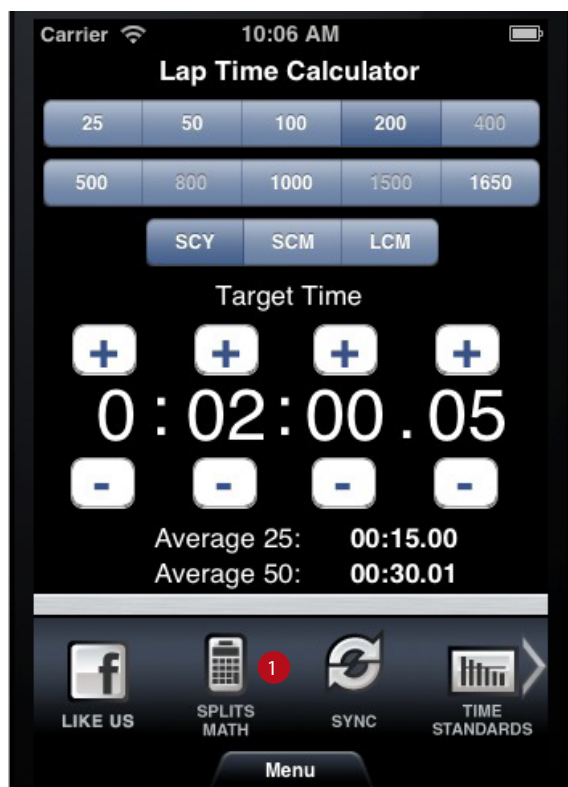 Carrier 10:06 AM
Lap Time Calculator
25 50 100 200 400
500 800 1000 1500 1650
SCY SCM LCM
Target Time
+ + + +
0 : 02 : 00 . 05
- - - -
Average 25: 00:15.00
Average 50: 00:30.01
f
1
LIKE US SPLITS MATH SYNC TIME STANDARDS
Menu